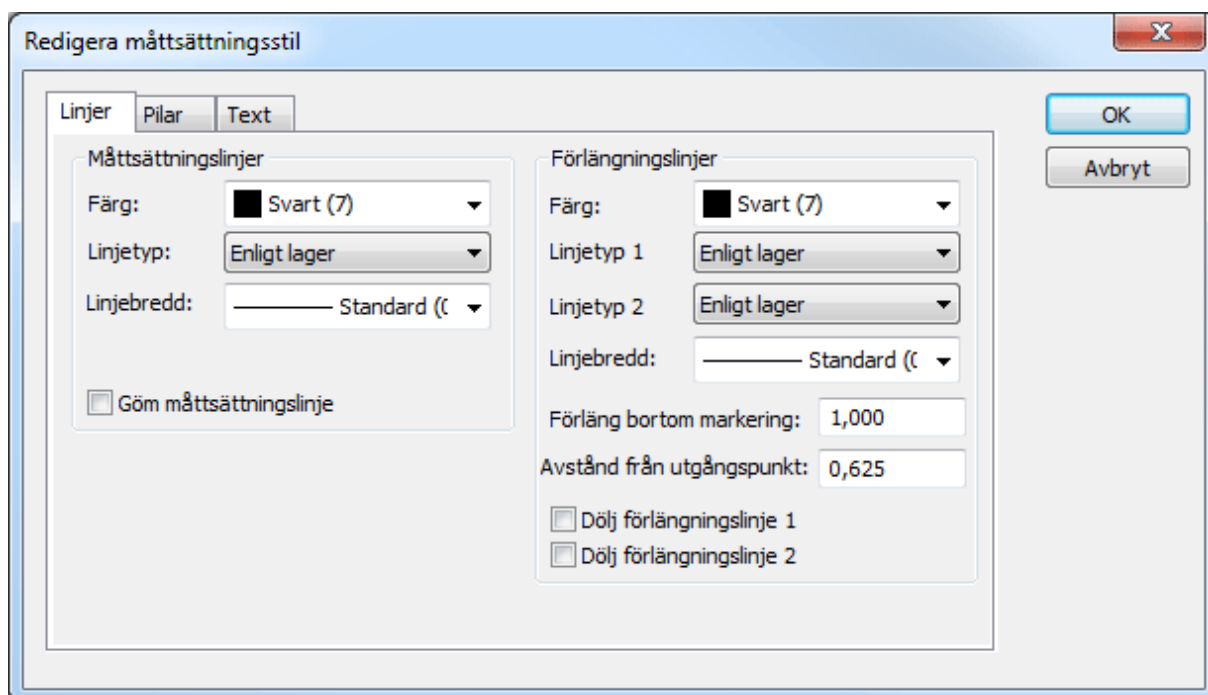 Redigera måttsättningsstil
Linjer Pilar Text
OK
Avbryt
Måttsättningslinjer
Färg: Svart (7)
Linjetyp: Enligt lager
Linjebredd: Standard (
Göm måttsättningslinje
Förlängningslinjer
Färg: Svart (7)
Linjetyp 1 Enligt lager
Linjetyp 2 Enligt lager
Linjebredd: Standard (
Förläng bortom markering: 1,000
Avstånd från utgångspunkt: 0,625
Dölj förlängningslinje 1
Dölj förlängningslinje 2